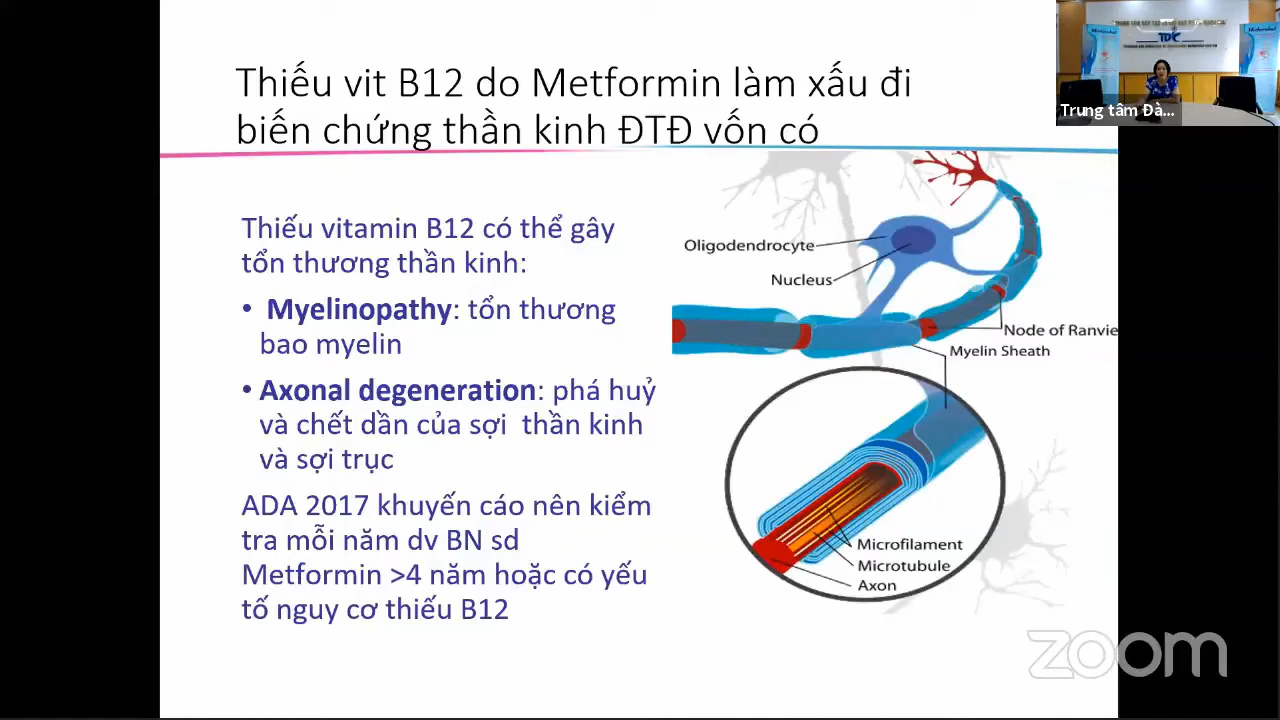 Thiếu vit B12 do Metformin làm xấu đi
biến chứng thần kinh ĐTĐ vốn có
Thiếu vitamin B12 có thể gây
tổn thương thần kinh:
• Myelinopathy: tổn thương
bao myelin
• Axonal degeneration: phá huỷ
và chết dần của sợi thần kinh
và sợi trục
ADA 2017 khuyến cáo nên kiểm
tra mỗi năm dv BN sd
Metformin >4 năm hoặc có yếu
tố nguy cơ thiếu B12
Oligodendrocyte
Nucleus
Node of Ranvie
Myelin Sheath
Microfilament
Microtubule
Axon
TDC
Trung tâm Đà...
zoom